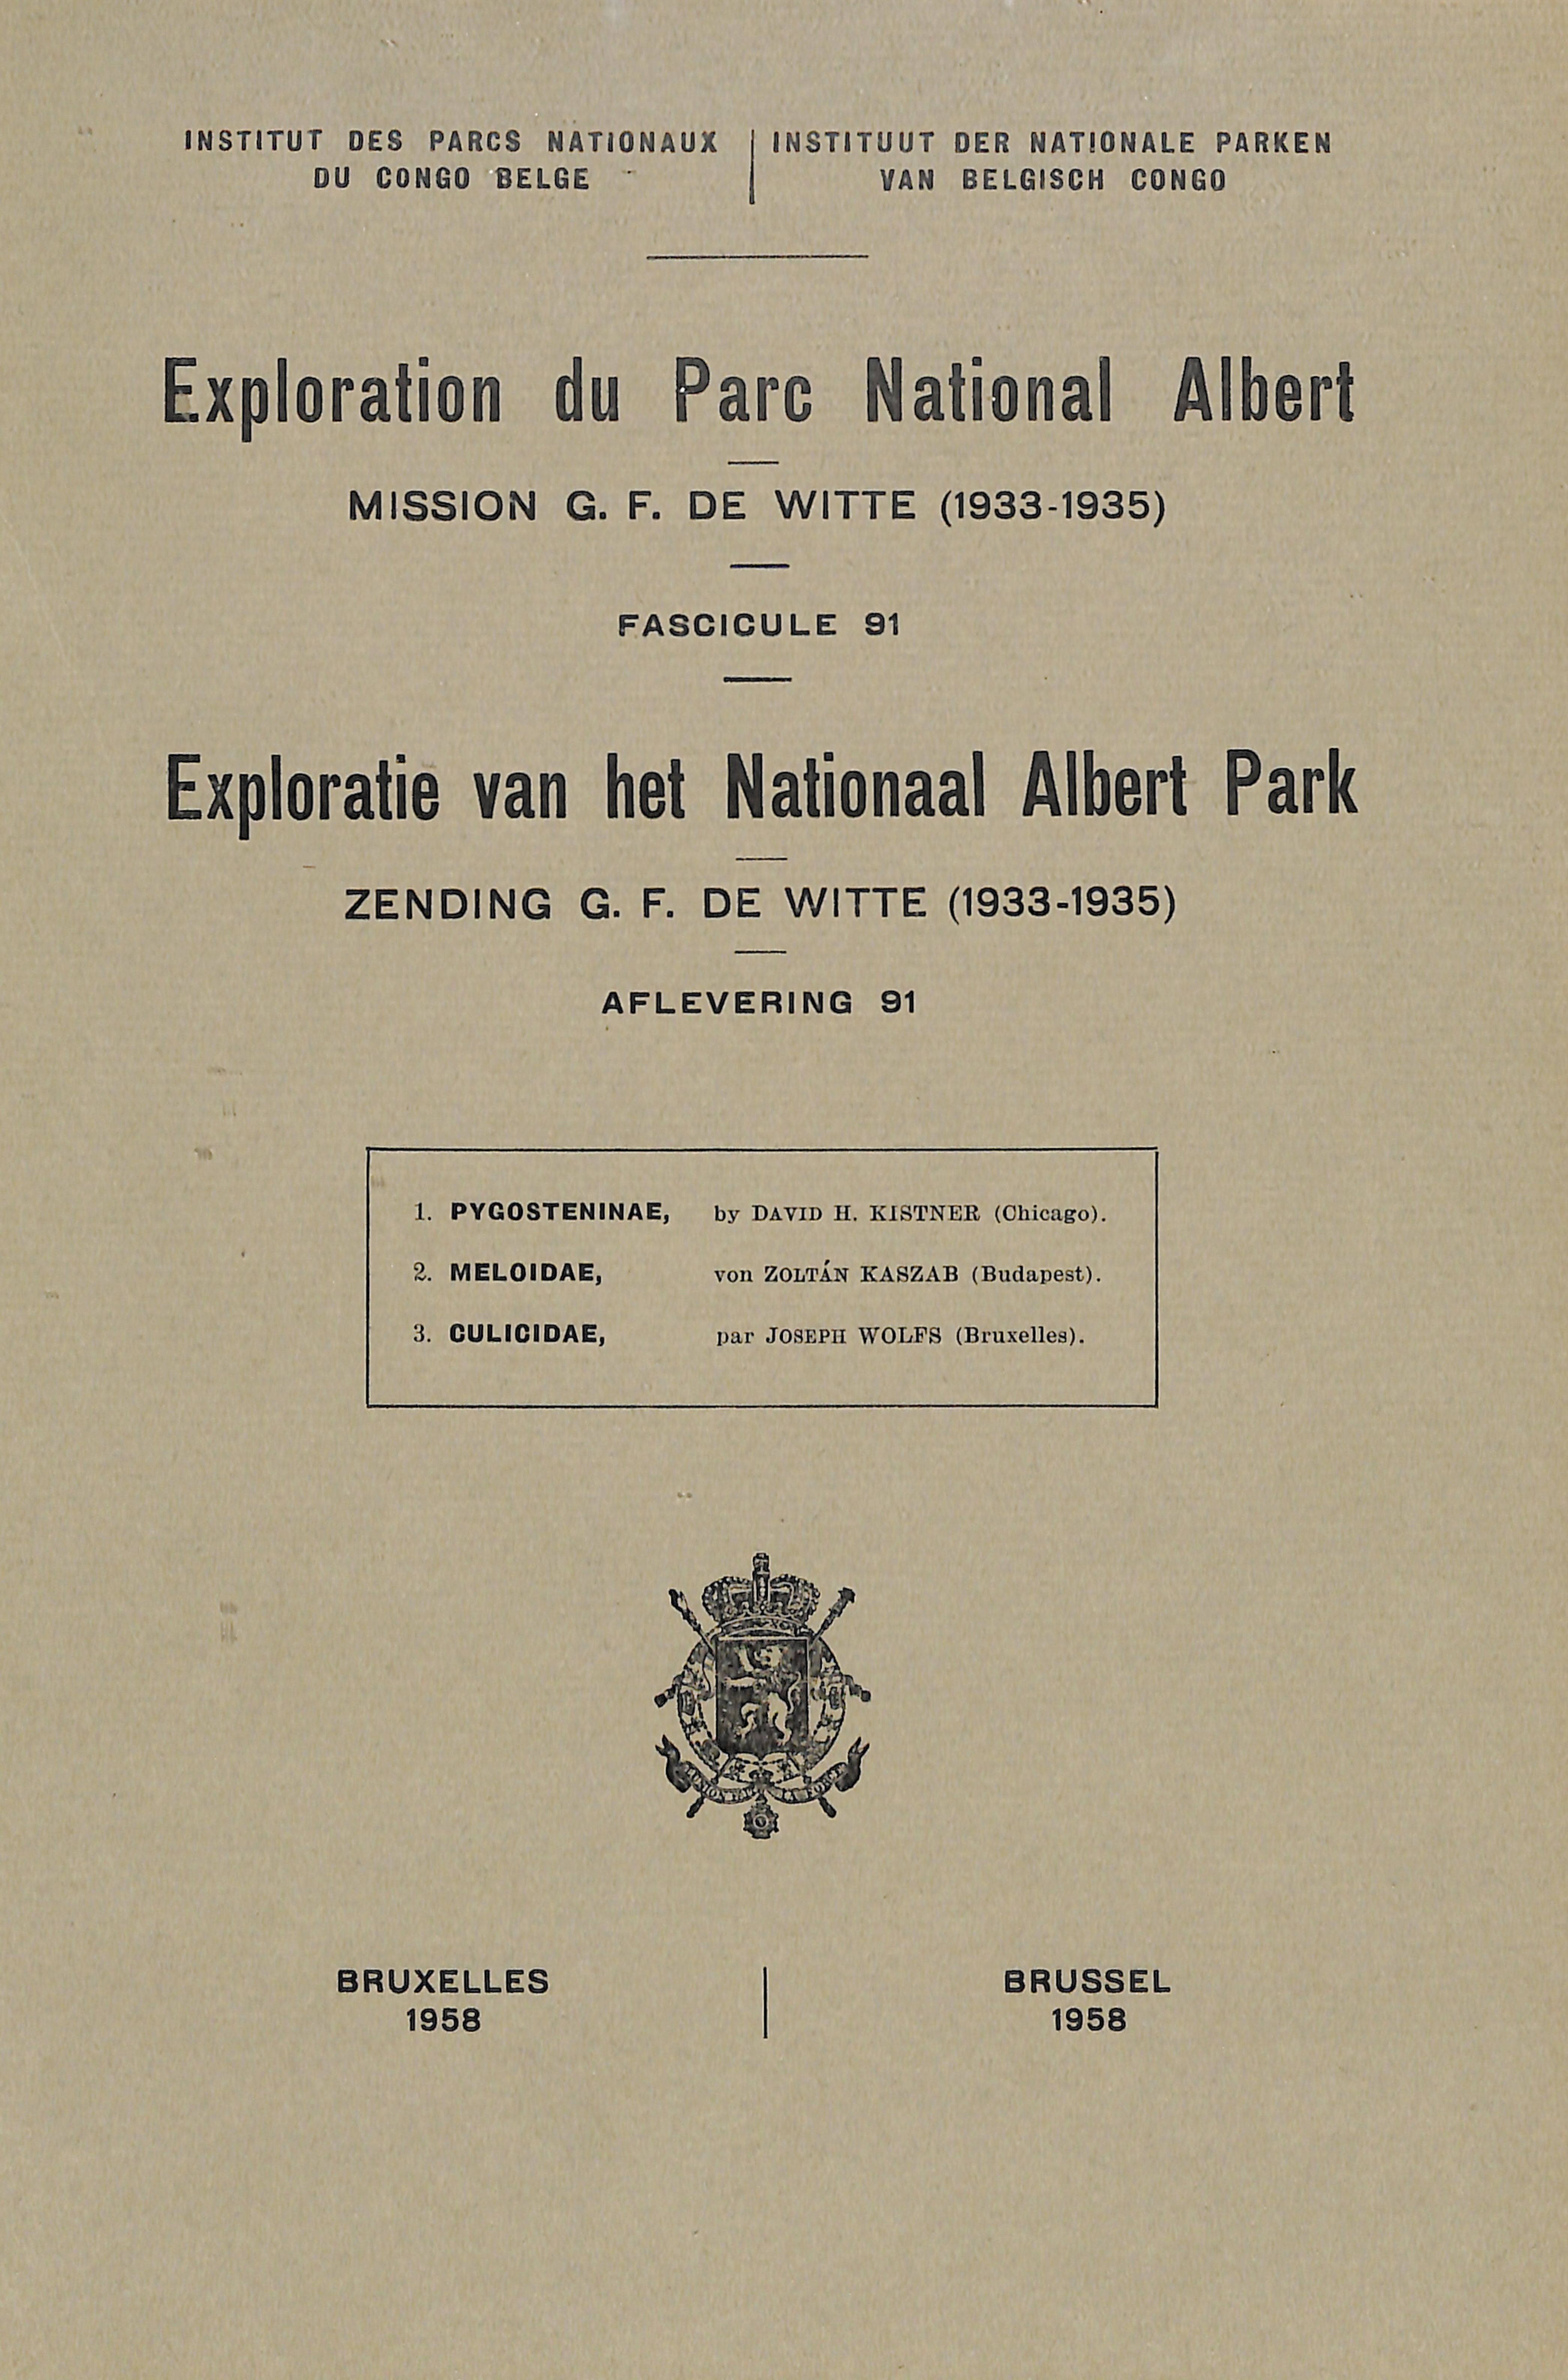 INSTITUT DES PARCS NATIONAUX
DU CONGO BELGE
INSTITUUT DER NATIONALE PARKEN
VAN BELGISCH CONGO
Exploration du Parc National Albert
MISSION G. F. DE WITTE (1933-1935)
FASCICULE 91
Exploratie van het Nationaal Albert Park
ZENDING G. F. DE WITTE (1933-1935)
AFLEVERING 91
1. PYGOSTENINAE, by DAVID H. KISTNER (Chicago).
2. MELOIDAE, von ZOLTÁN KASZAB (Budapest).
3. CULICIDAE, par JOSEPH WOLFS (Bruxelles).
BRUXELLES
1958
BRUSSEL
1958